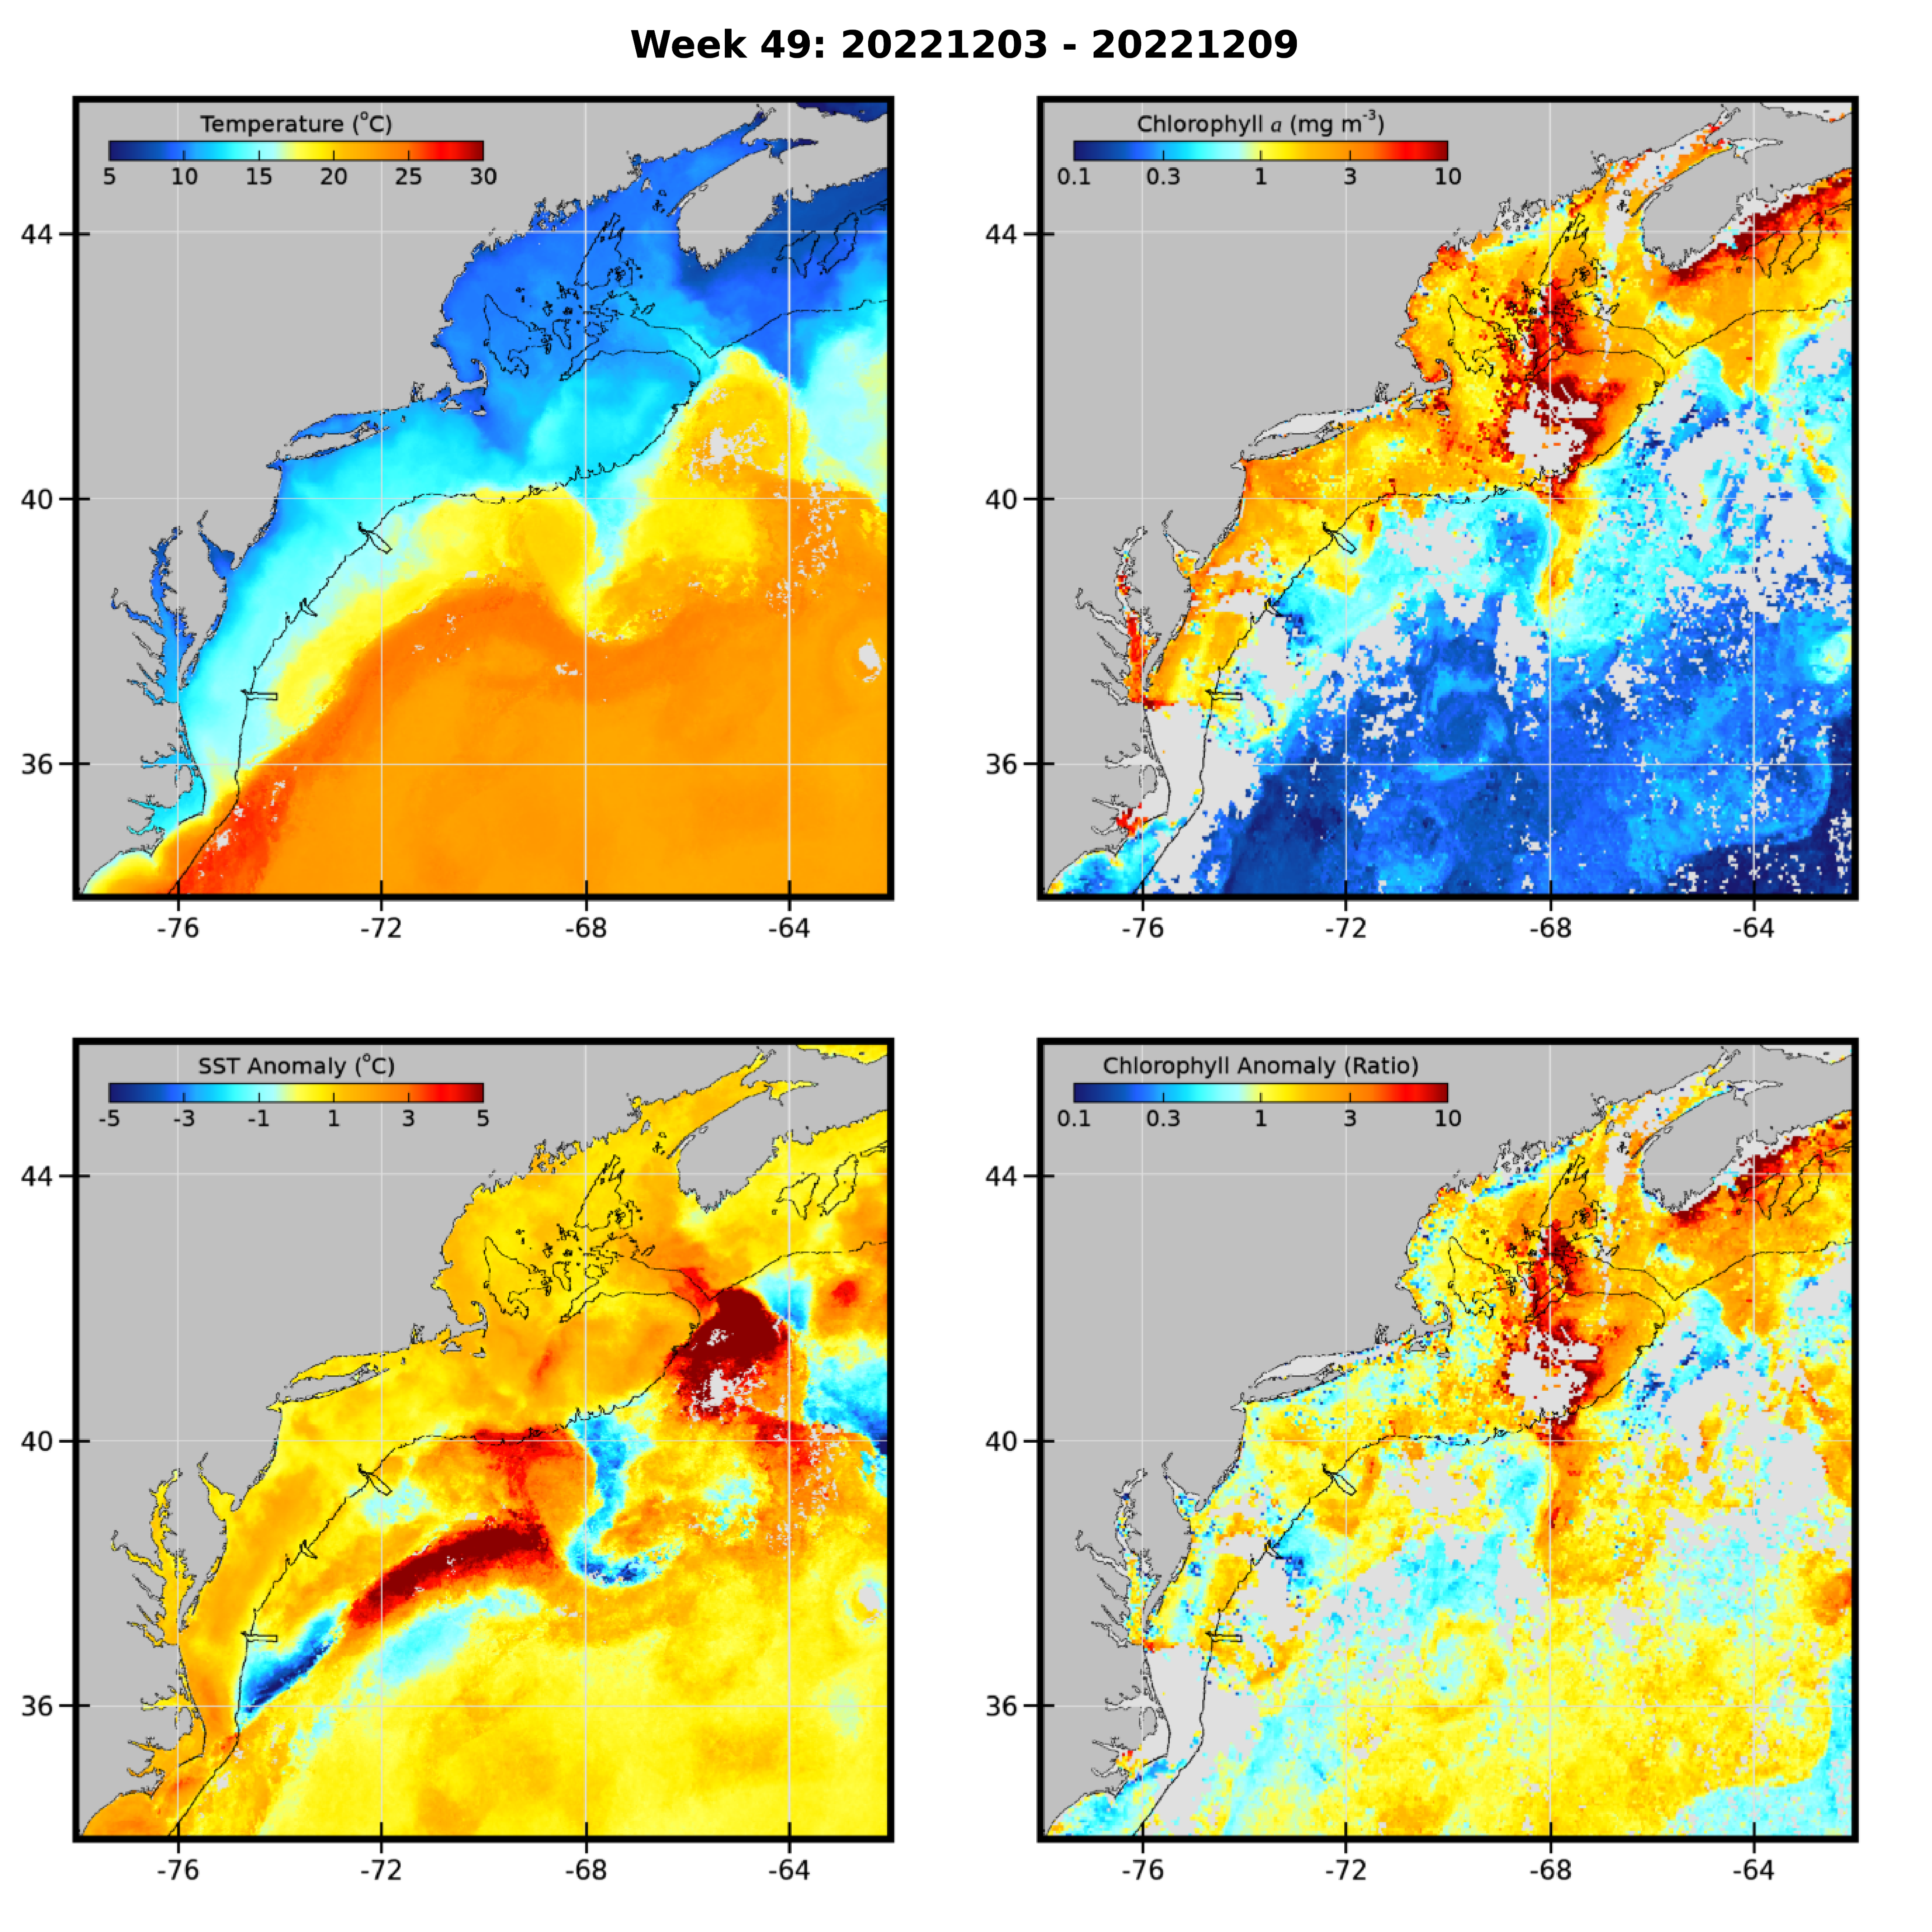 Week 49: 20221203 - 20221209
Temperature (°C)
5 10 15 20 25 30
44
40
36
-76 -72 -68 -64
Chlorophyll a (mg m⁻³)
0.1 0.3 1 3 10
44
40
36
-76 -72 -68 -64
SST Anomaly (°C)
-5 -3 -1 1 3 5
44
40
36
-76 -72 -68 -64
Chlorophyll Anomaly (Ratio)
0.1 0.3 1 3 10
44
40
36
-76 -72 -68 -64